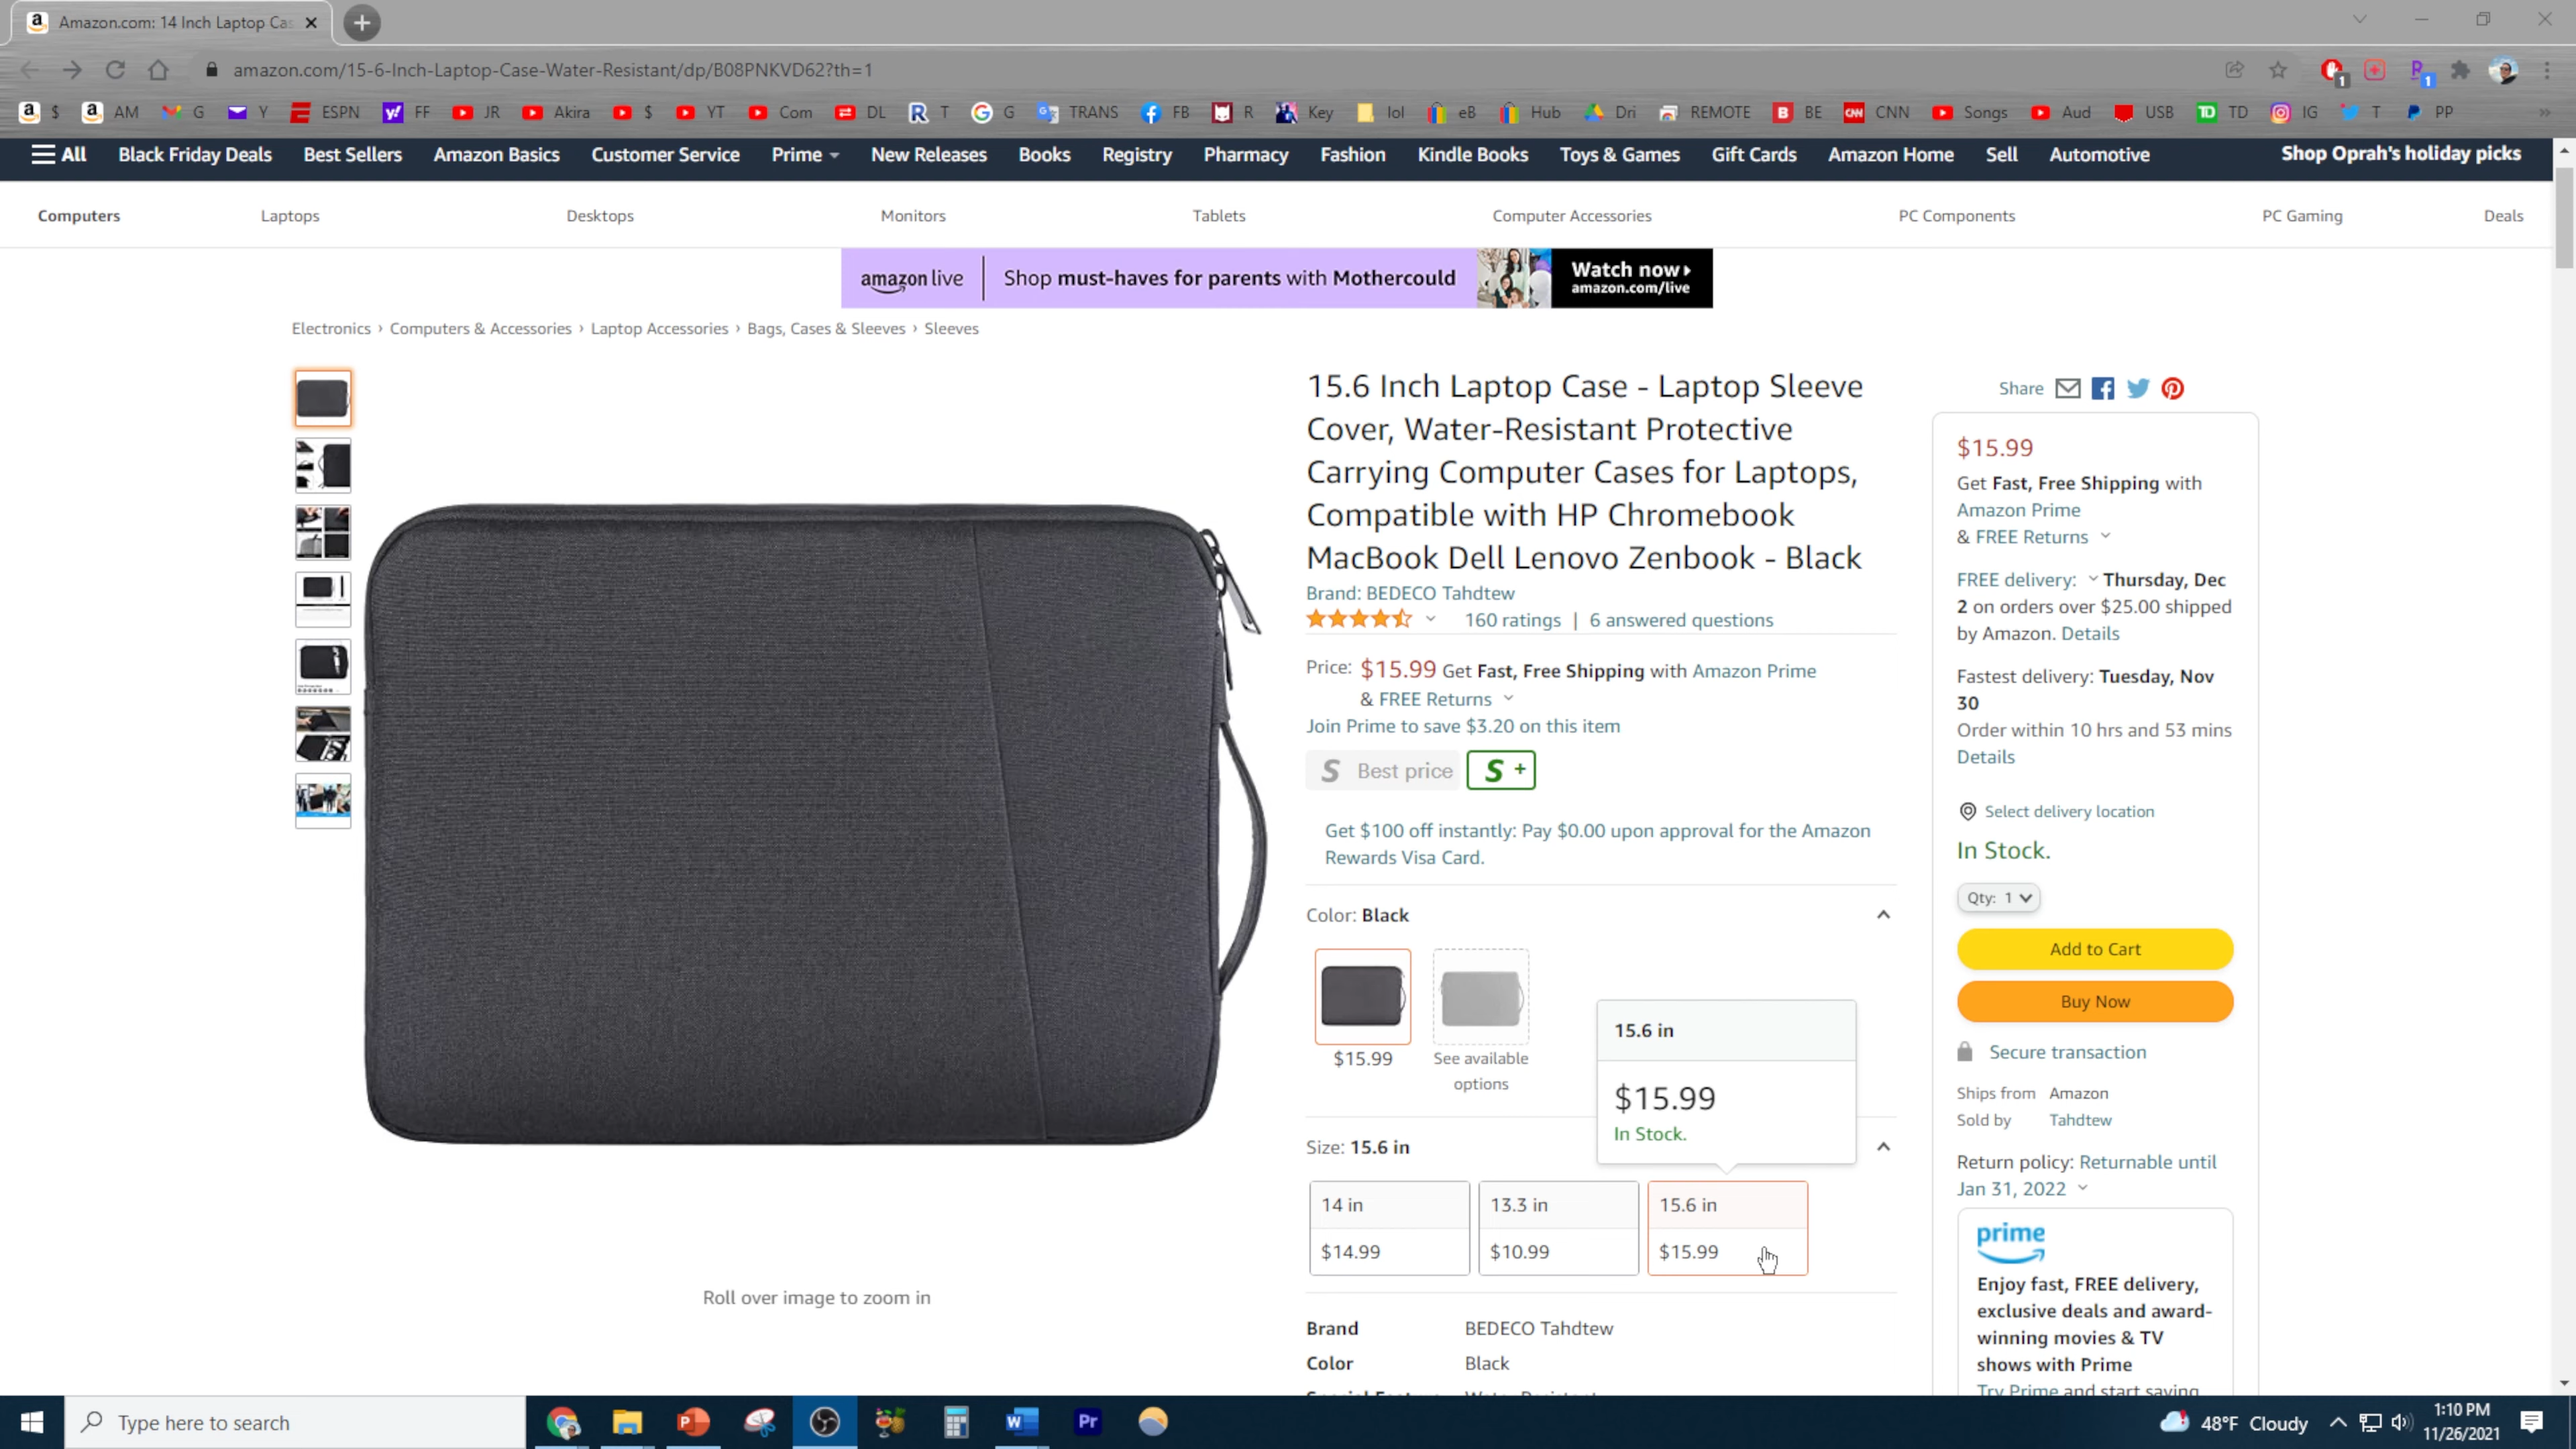 Amazon.com: 14 Inch Laptop Cas
amazon.com/15-6-Inch-Laptop-Case-Water-Resistant/dp/B08PNKVD62?th=1
$ AM G Y ESPN FF JR Akira $ YT Com DL T G TRANS FB R Key lol eB Hub Dri REMOTE BE CNN Songs Aud USB TD IG T PP
All Black Friday Deals Best Sellers Amazon Basics Customer Service Prime New Releases Books Registry Pharmacy Fashion Kindle Books Toys & Games Gift Cards Amazon Home Sell Automotive Shop Oprah's holiday picks
Computers Laptops Desktops Monitors Tablets Computer Accessories PC Components PC Gaming Deals
amazon live Shop must-haves for parents with Mothercould Watch now
amazon.com/live
Electronics › Computers & Accessories › Laptop Accessories › Bags, Cases & Sleeves › Sleeves
15.6 Inch Laptop Case - Laptop Sleeve
Cover, Water-Resistant Protective
Carrying Computer Cases for Laptops,
Compatible with HP Chromebook
MacBook Dell Lenovo Zenbook - Black
Brand: BEDECO Tahdtew
160 ratings | 6 answered questions
Price: $15.99 Get Fast, Free Shipping with Amazon Prime
& FREE Returns
Join Prime to save $3.20 on this item
S Best price S +
Get $100 off instantly: Pay $0.00 upon approval for the Amazon
Rewards Visa Card.
Color: Black
$15.99 See available
options
15.6 in
$15.99
In Stock.
Size: 15.6 in
14 in 13.3 in 15.6 in
$14.99 $10.99 $15.99
Brand BEDECO Tahdtew
Color Black
Roll over image to zoom in
Share
$15.99
Get Fast, Free Shipping with
Amazon Prime
& FREE Returns
FREE delivery: Thursday, Dec
2 on orders over $25.00 shipped
by Amazon. Details
Fastest delivery: Tuesday, Nov
30
Order within 10 hrs and 53 mins
Details
Select delivery location
In Stock.
Qty: 1
Add to Cart
Buy Now
Secure transaction
Ships from Amazon
Sold by Tahdtew
Return policy: Returnable until
Jan 31, 2022
prime
Enjoy fast, FREE delivery,
exclusive deals and award-
winning movies & TV
shows with Prime
Try Prime and start saving
Type here to search
48°F Cloudy
1:10 PM
11/26/2021